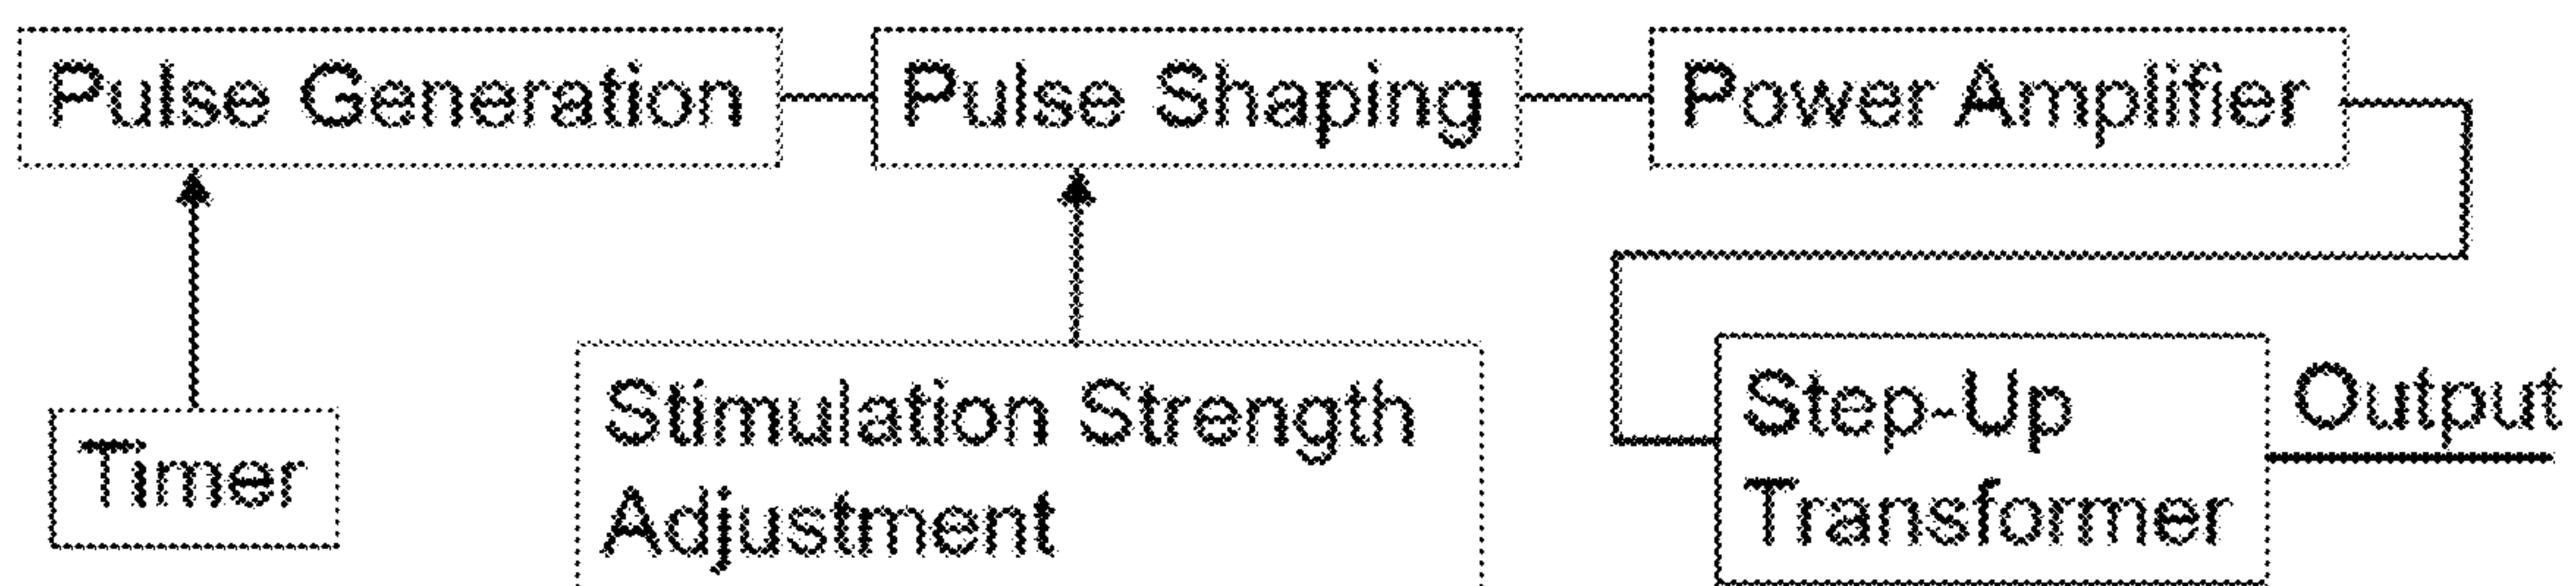 Pulse Generation
Pulse Shaping
Power Amplifier
Timer
Stimulation Strength
Adjustment
Step-Up
Transformer
Output